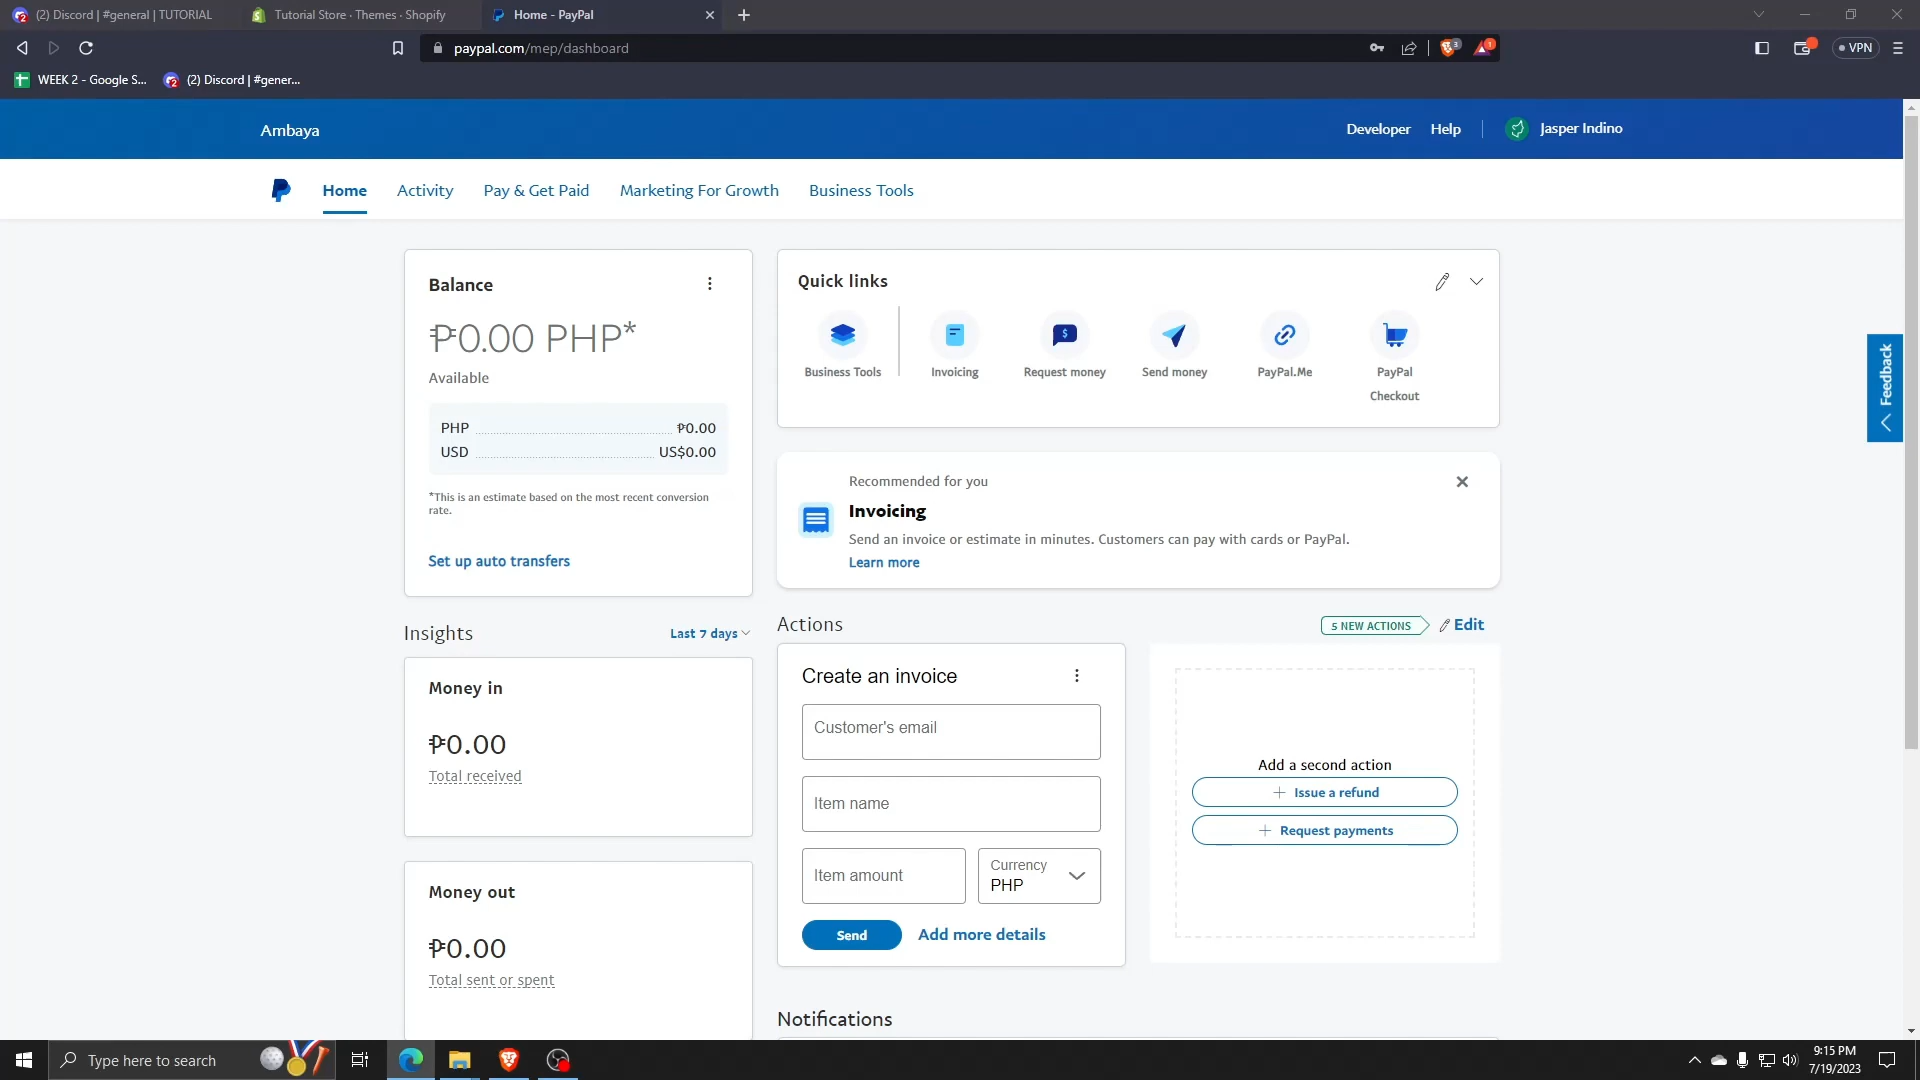 (2) Discord | #general | TUTORIAL
Tutorial Store · Themes · Shopify
Home - PayPal
paypal.com/mep/dashboard
3
1
VPN
WEEK 2 - Google S...
(2) Discord | #gener...
Ambaya
Developer
Help
Jasper Indino
Home
Activity
Pay & Get Paid
Marketing For Growth
Business Tools
Balance
₱0.00 PHP*
Available
PHP ₱0.00
USD US$0.00
*This is an estimate based on the most recent conversion
rate.
Set up auto transfers
Quick links
Business Tools
Invoicing
Request money
Send money
PayPal.Me
PayPal
Checkout
Feedback
Recommended for you
Invoicing
Send an invoice or estimate in minutes. Customers can pay with cards or PayPal.
Learn more
Insights
Last 7 days
Money in
₱0.00
Total received
Money out
₱0.00
Total sent or spent
Actions
5 NEW ACTIONS
Edit
Create an invoice
Customer's email
Item name
Item amount
Currency
PHP
Send
Add more details
Add a second action
Issue a refund
Request payments
Notifications
Type here to search
9:15 PM
7/19/2023